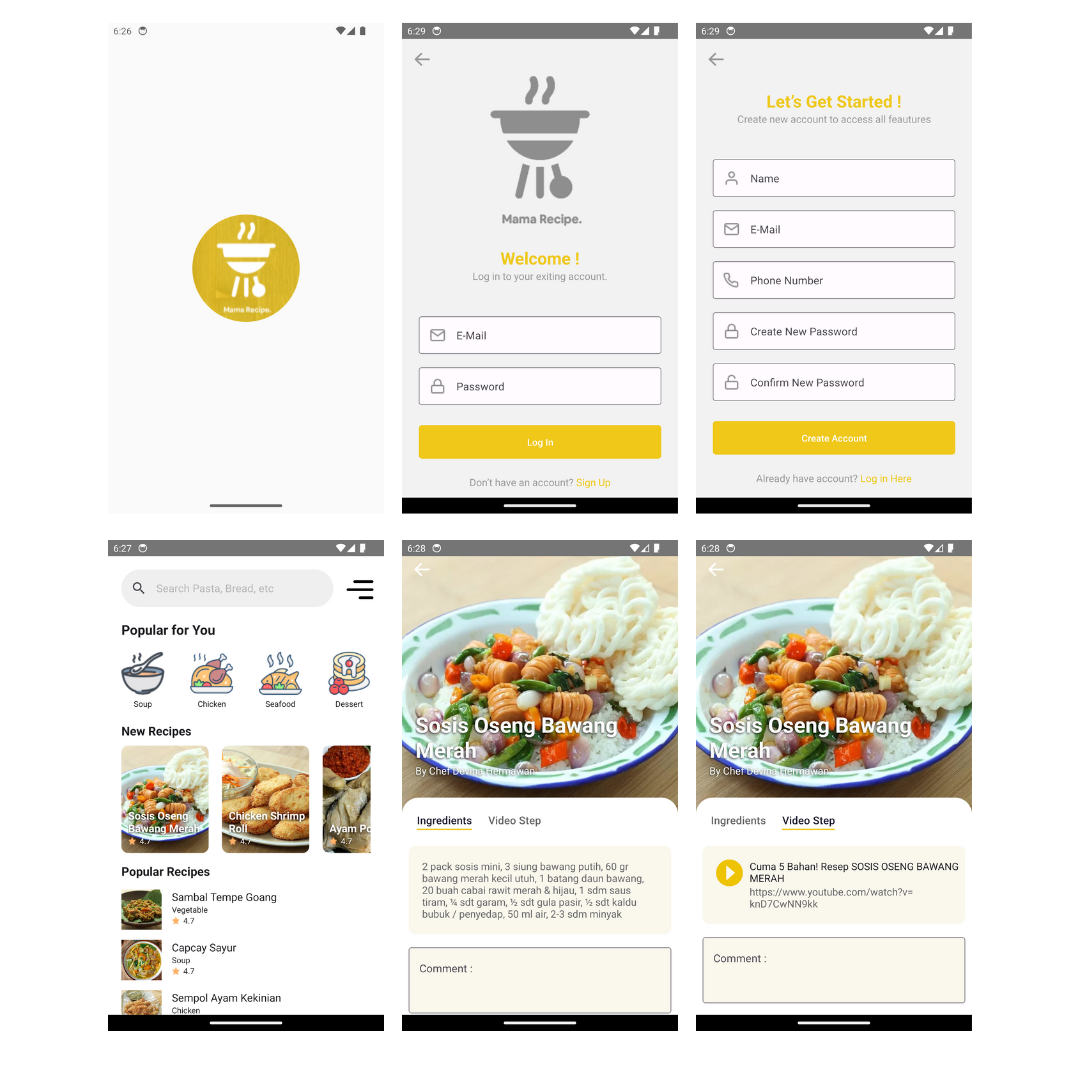 6:26
Mama Recipe.
6:29
Mama Recipe.
Welcome !
Log in to your exiting account.
E-Mail
Password
Log In
Don't have an account? Sign Up
6:29
Let's Get Started !
Create new account to access all feautures
Name
E-Mail
Phone Number
Create New Password
Confirm New Password
Create Account
Already have account? Log in Here
6:27
Search Pasta, Bread, etc
Popular for You
Soup
Chicken
Seafood
Dessert
New Recipes
Sosis Oseng
Bawang Merah
4.7
Chicken Shrimp
Roll
4.7
Ayam Po
4.7
Popular Recipes
Sambal Tempe Goang
Vegetable
4.7
Capcay Sayur
Soup
4.7
Sempol Ayam Kekinian
Chicken
6:28
Sosis Oseng Bawang
Merah
By Chef Devina Hermawan
Ingredients
Video Step
2 pack sosis mini, 3 siung bawang putih, 60 gr
bawang merah kecil utuh, 1 batang daun bawang,
20 buah cabai rawit merah & hijau, 1 sdm saus
tiram, ¼ sdt garam, ½ sdt gula pasir, ½ sdt kaldu
bubuk / penyedap, 50 ml air, 2-3 sdm minyak
Comment :
6:28
Sosis Oseng Bawang
Merah
By Chef Devina Hermawan
Ingredients
Video Step
Cuma 5 Bahan! Resep SOSIS OSENG BAWANG
MERAH
https://www.youtube.com/watch?v=
knD7CwNN9kk
Comment :